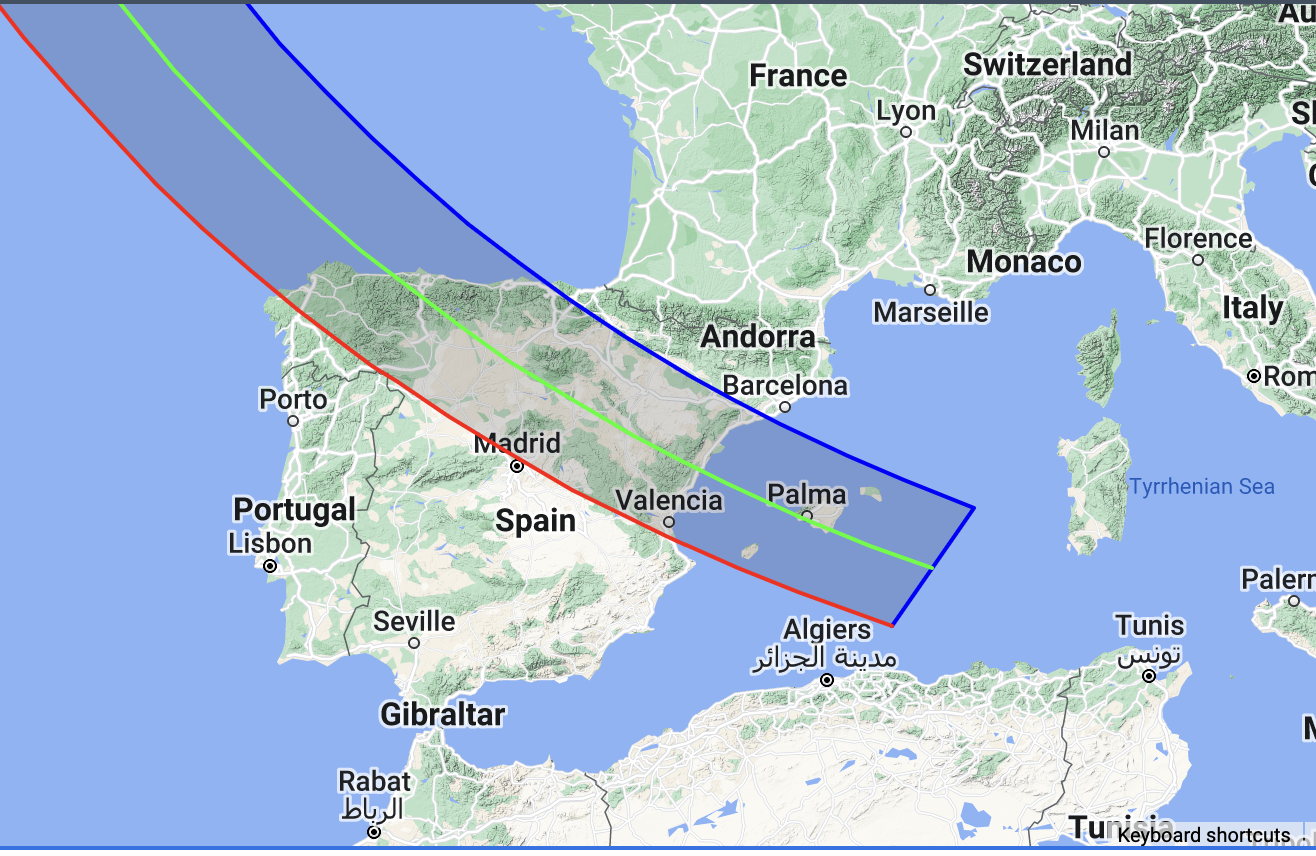 Au
France
Switzerland
Lyon
Milan
Sl
Florence
Monaco
Marseille
Italy
Andorra
Rom
Barcelona
Porto
Madrid
Tyrrhenian Sea
Valencia
Palma
Portugal
Spain
Lisbon
Palerm
Seville
Algiers
مدينة الجزائر
Tunis
تونس
Gibraltar
Rabat
الرباط
Tunisia
Keyboard shortcuts